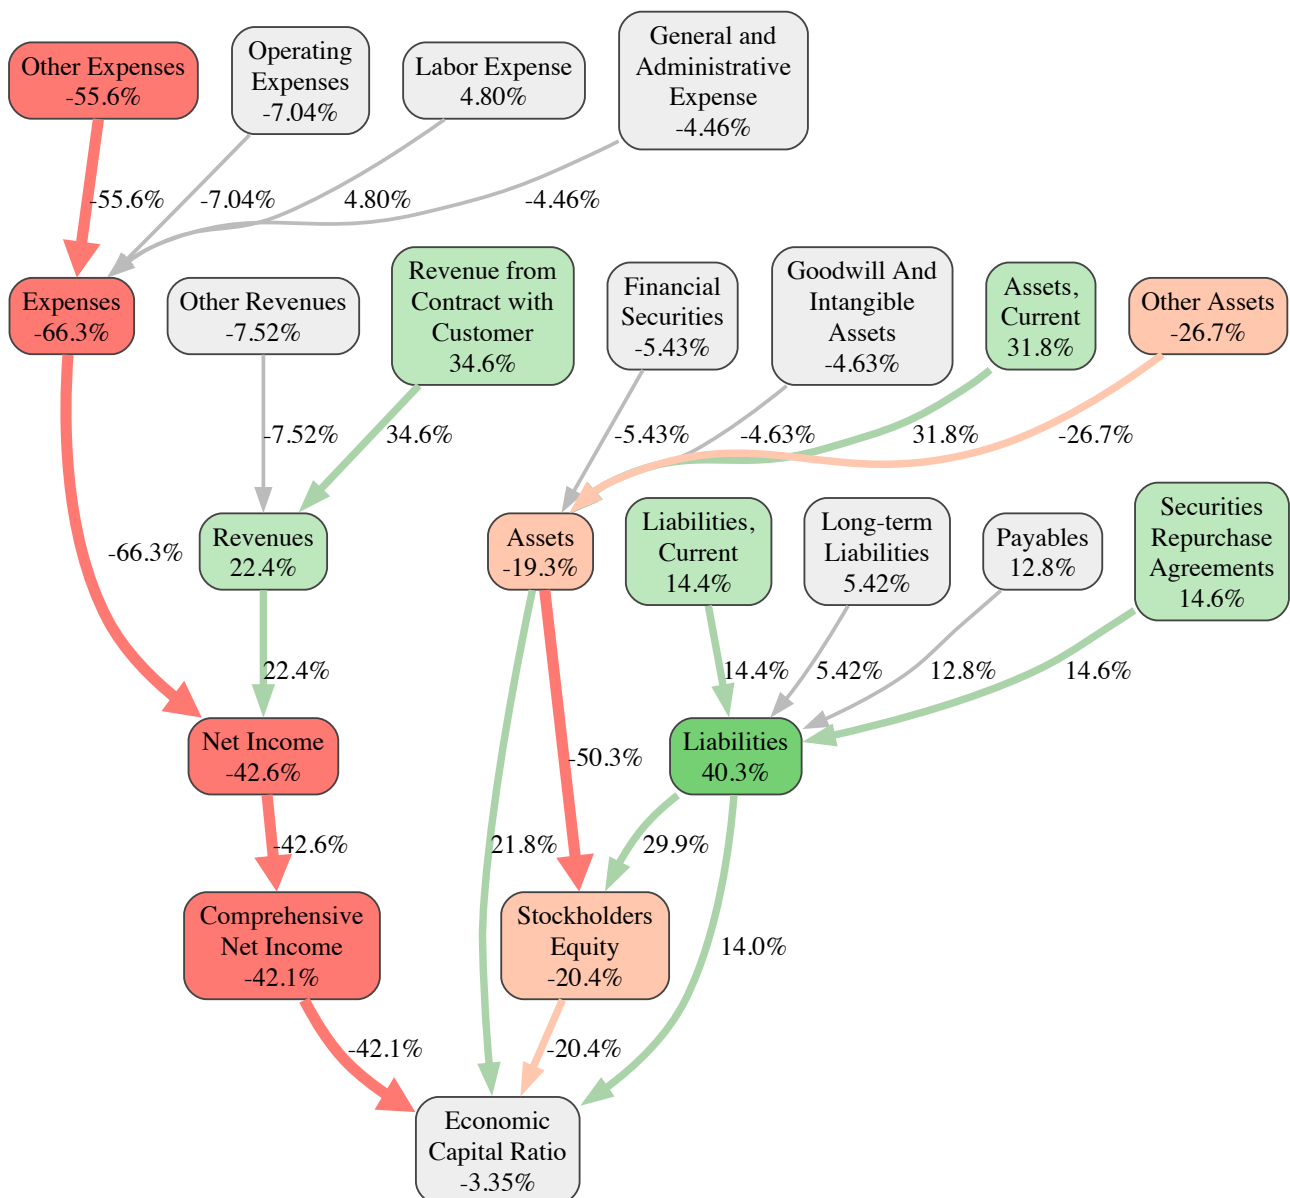 Other Expenses
-55.6%
Operating
Expenses
-7.04%
Labor Expense
4.80%
General and
Administrative
Expense
-4.46%
-55.6%
-7.04%
4.80%
-4.46%
Expenses
-66.3%
Other Revenues
-7.52%
Revenue from
Contract with
Customer
34.6%
Financial
Securities
-5.43%
Goodwill And
Intangible
Assets
-4.63%
Assets,
Current
31.8%
Other Assets
-26.7%
-7.52%
34.6%
-5.43%
-4.63%
31.8%
-26.7%
-66.3%
Revenues
22.4%
Assets
-19.3%
Liabilities,
Current
14.4%
Long-term
Liabilities
5.42%
Payables
12.8%
Securities
Repurchase
Agreements
14.6%
22.4%
-50.3%
14.4%
5.42%
12.8%
14.6%
Net Income
-42.6%
Liabilities
40.3%
-42.6%
21.8%
29.9%
14.0%
Comprehensive
Net Income
-42.1%
Stockholders
Equity
-20.4%
-42.1%
-20.4%
Economic
Capital Ratio
-3.35%